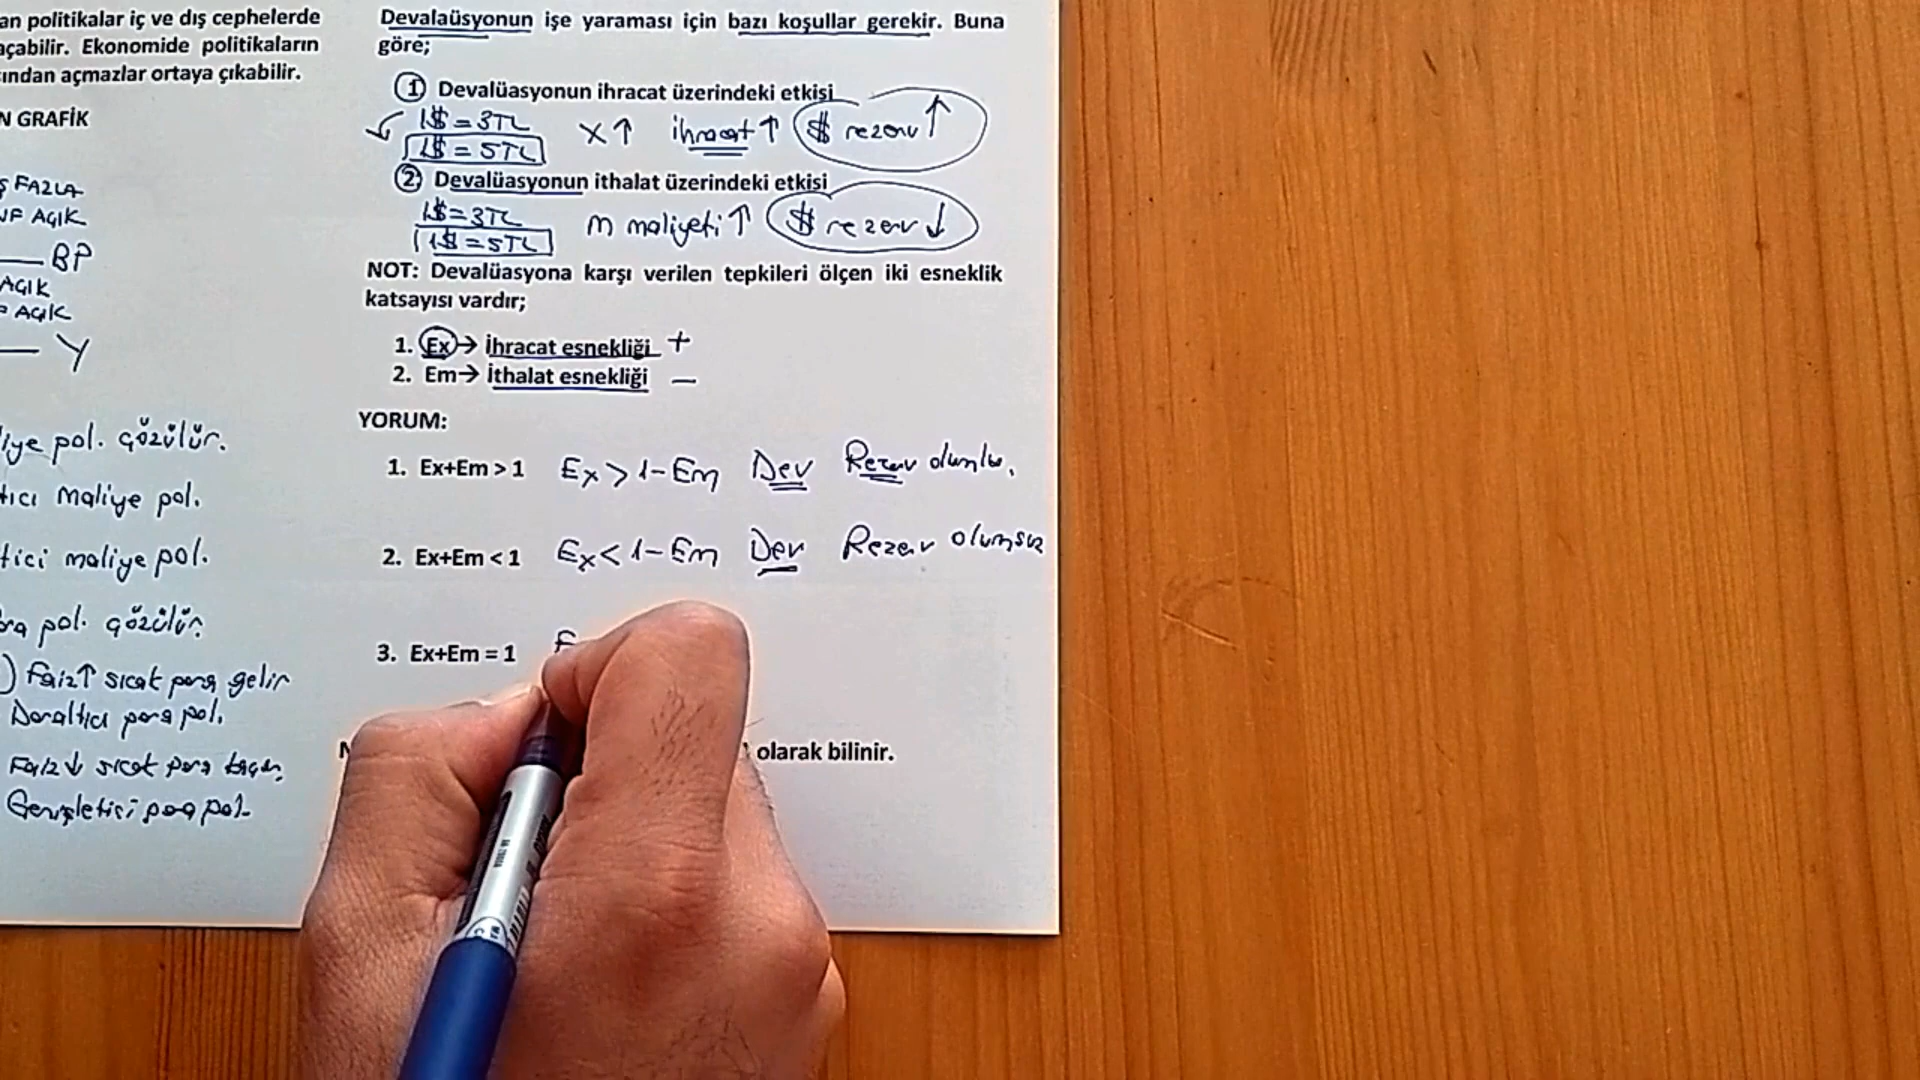 an politikalar iç ve dış cephelerde
açabilir. Ekonomide politikaların
ından açmazlar ortaya çıkabilir.
N GRAFİK
Ş FAZLA
AÇIK
BP
AÇIK
P AÇIK
Y
iye pol. çözülür.
tıcı maliye pol.
tici maliye pol.
ra pol. çözülür.
) Faiz↑ sıcak para gelir
Daraltıcı para pol.
Faiz↓ sıcak para kaçar.
Genişletici para pol.
Devalaüsyonun işe yaraması için bazı koşullar gerekir. Buna
göre;
1 Devalüasyonun ihracat üzerindeki etkisi
1$ = 3TL
1$ = 5TL X↑ ihracat↑ $ rezerv↑
2 Devalüasyonun ithalat üzerindeki etkisi
1$ = 3TL
1$ = 5TL M maliyeti↑ $ rezerv↓
NOT: Devalüasyona karşı verilen tepkileri ölçen iki esneklik
katsayısı vardır;
1. Ex→ İhracat esnekliği +
2. Em→ İthalat esnekliği –
YORUM:
1. Ex+Em > 1 Ex > 1-Em Dev Rezerv olumlu.
2. Ex+Em < 1 Ex < 1-Em Dev Rezerv olumsuz
3. Ex+Em = 1 E
N olarak bilinir.